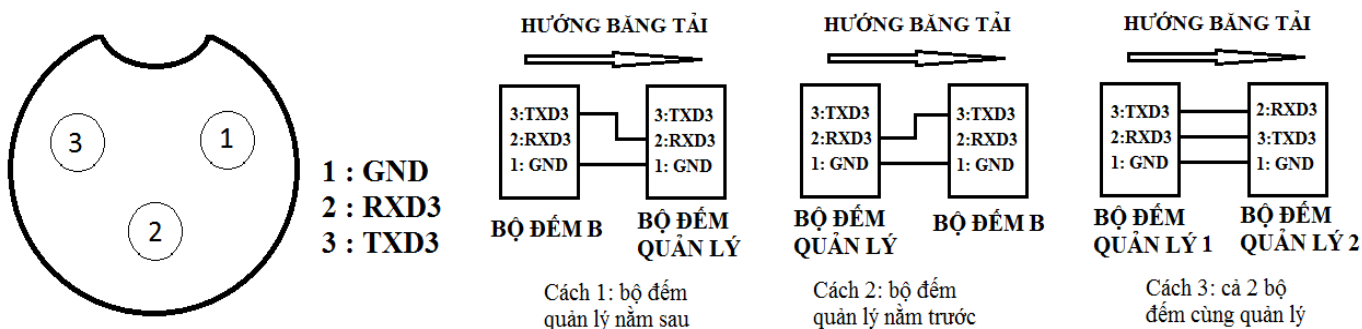 3
1
2
1 : GND
2 : RXD3
3 : TXD3
HƯỚNG BĂNG TẢI
3:TXD3
2:RXD3
1: GND
3:TXD3
2:RXD3
1: GND
BỘ ĐẾM B
BỘ ĐẾM
QUẢN LÝ
Cách 1: bộ đếm
quản lý nằm sau
HƯỚNG BĂNG TẢI
3:TXD3
2:RXD3
1: GND
3:TXD3
2:RXD3
1: GND
BỘ ĐẾM
QUẢN LÝ
BỘ ĐẾM B
Cách 2: bộ đếm
quản lý nằm trước
HƯỚNG BĂNG TẢI
3:TXD3
2:RXD3
1: GND
2:RXD3
3:TXD3
1: GND
BỘ ĐẾM
QUẢN LÝ 1
BỘ ĐẾM
QUẢN LÝ 2
Cách 3: cả 2 bộ
đếm cùng quản lý